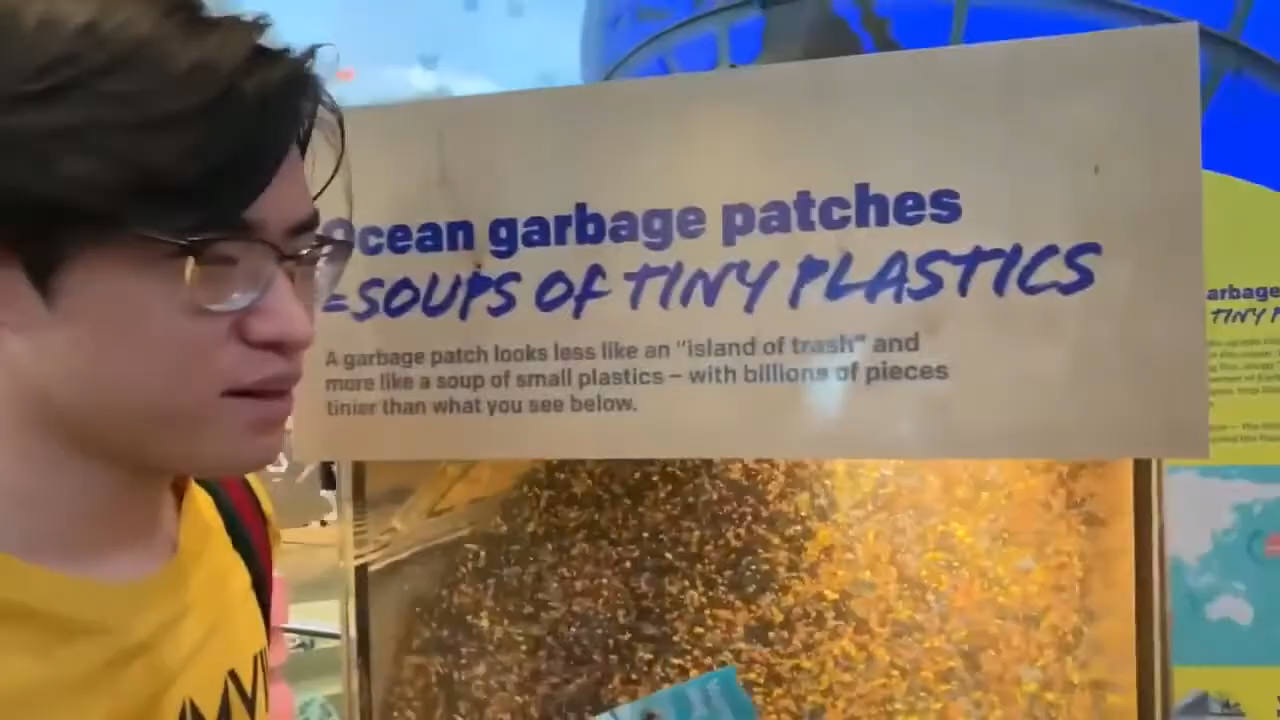 Ocean garbage patches
=SOUPS OF TINY PLASTICS
A garbage patch looks less like an "island of trash" and
more like a soup of small plastics – with billions of pieces
tinier than what you see below.
arbage
TINY P